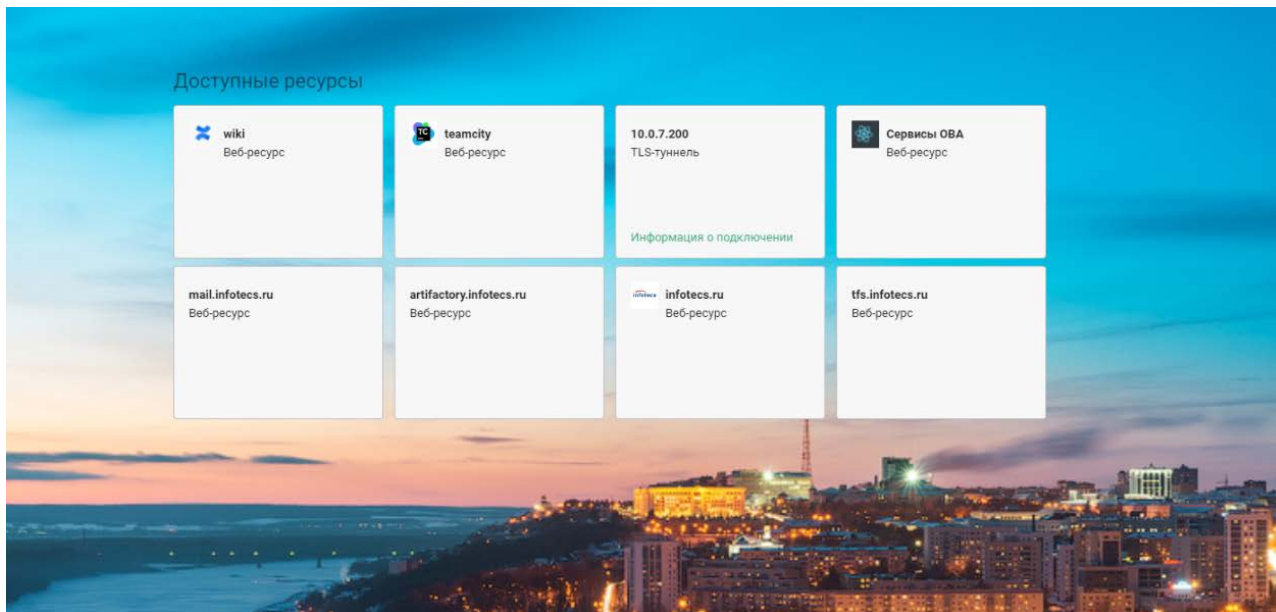 Доступные ресурсы
wiki
Веб-ресурс
TC
teamcity
Веб-ресурс
10.0.7.200
TLS-туннель
Информация о подключении
Сервисы ОВА
Веб-ресурс
mail.infotecs.ru
Веб-ресурс
artifactory.infotecs.ru
Веб-ресурс
infotecs
infotecs.ru
Веб-ресурс
tfs.infotecs.ru
Веб-ресурс